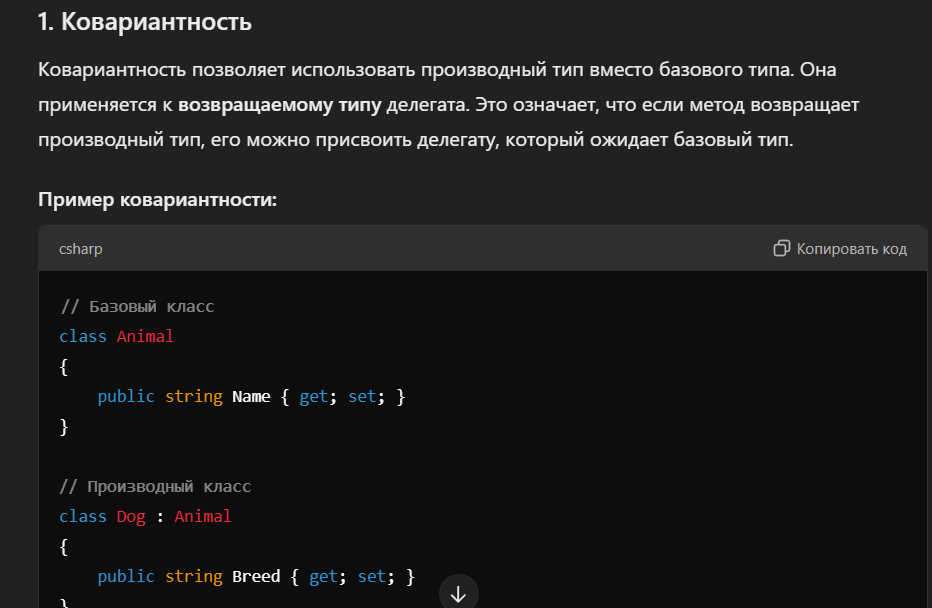 1. Ковариантность
Ковариантность позволяет использовать производный тип вместо базового типа. Она
применяется к возвращаемому типу делегата. Это означает, что если метод возвращает
производный тип, его можно присвоить делегату, который ожидает базовый тип.
Пример ковариантности:
csharp
Копировать код
// Базовый класс
class Animal
{
    public string Name { get; set; }
}
// Производный класс
class Dog : Animal
{
    public string Breed { get; set; }
}